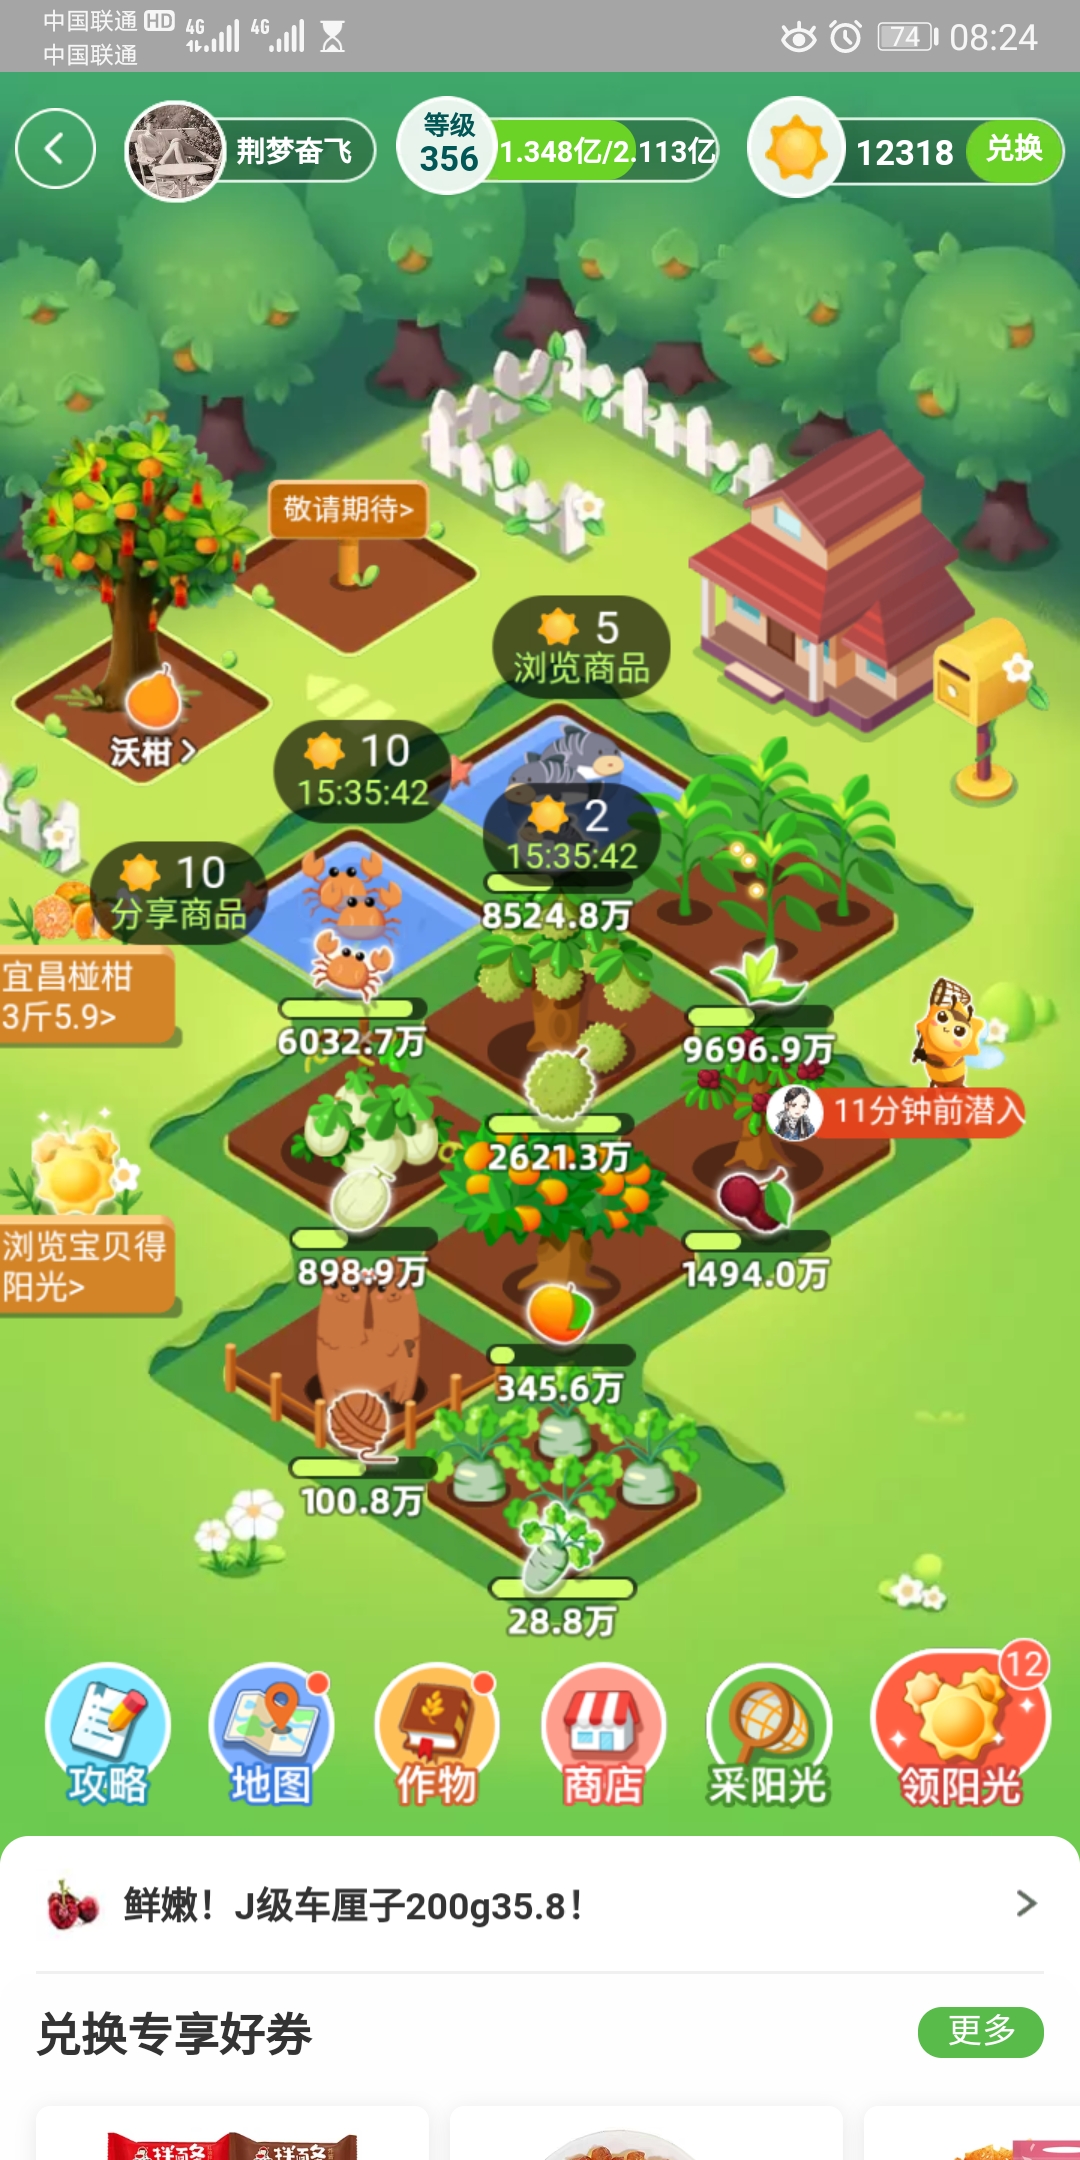 中国联通 HD 4G 4G
中国联通
74 08:24
荆梦奋飞
等级
356
1.348亿/2.113亿
12318
兑换
敬请期待>
5
浏览商品
沃柑>
10
15:35:42
2
15:35:42
10
分享商品
8524.8万
宜昌椪柑
3斤5.9>
6032.7万
9696.9万
11分钟前潜入
2621.3万
浏览宝贝得
阳光>
898.9万
1494.0万
345.6万
100.8万
28.8万
攻略
地图
作物
商店
采阳光
12
领阳光
鲜嫩！J级车厘子200g35.8！
兑换专享好券
更多